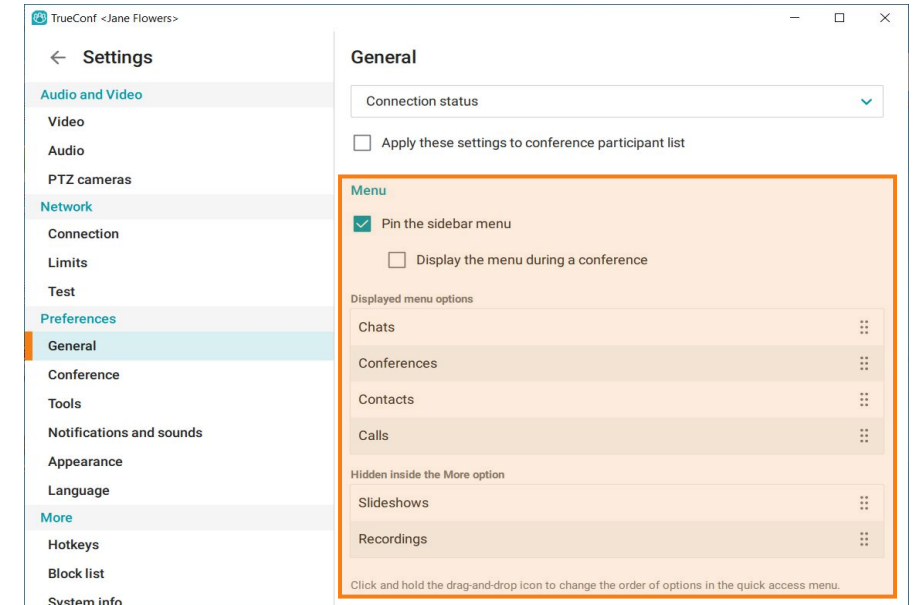 TrueConf <Jane Flowers>
Settings
Audio and Video
Video
Audio
PTZ cameras
Network
Connection
Limits
Test
Preferences
General
Conference
Tools
Notifications and sounds
Appearance
Language
More
Hotkeys
Block list
System info
General
Connection status
Apply these settings to conference participant list
Menu
Pin the sidebar menu
Display the menu during a conference
Displayed menu options
Chats
Conferences
Contacts
Calls
Hidden inside the More option
Slideshows
Recordings
Click and hold the drag-and-drop icon to change the order of options in the quick access menu.